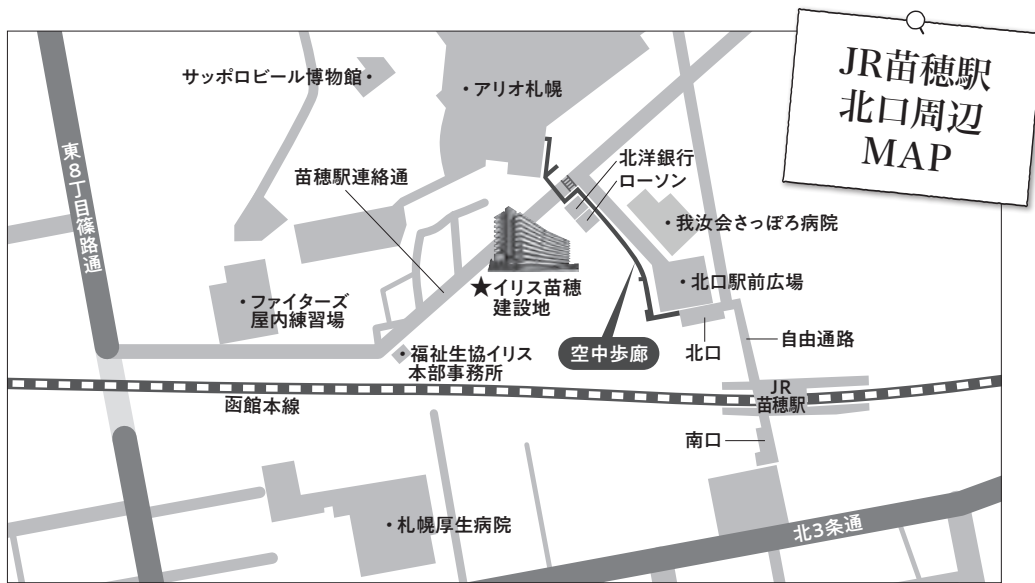 JR苗穂駅
北口周辺
MAP
サッポロビール博物館
・アリオ札幌
東8丁目篠路通
苗穂駅連絡通
北洋銀行
ローソン
・我汝会さっぽろ病院
★イリス苗穂
建設地
・北口駅前広場
・ファイターズ
屋内練習場
空中歩廊
北口
自由通路
・福祉生協イリス
本部事務所
函館本線
JR
苗穂駅
南口
・札幌厚生病院
北3条通